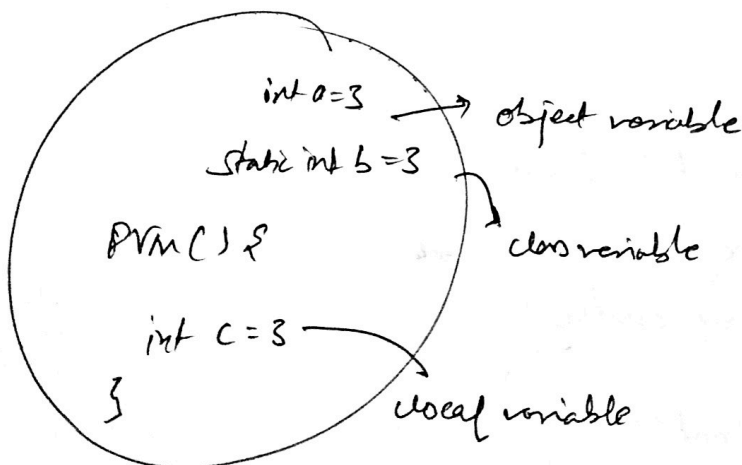 int a=3
object variable
static int b=3
class variable
PVM() {
int c=3
}
local variable